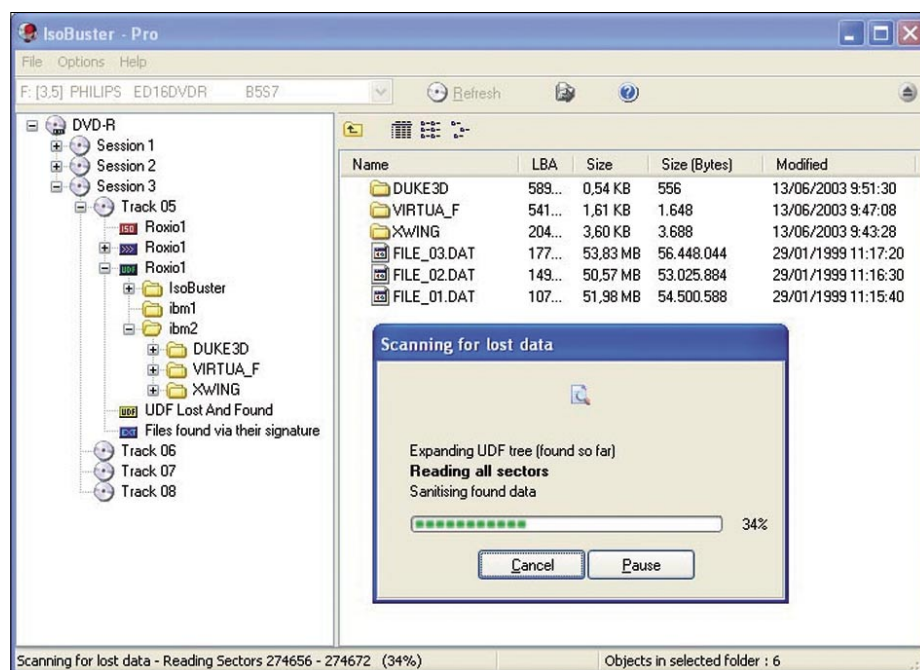 IsoBuster - Pro
File Options Help
F: [3,5] PHILIPS ED16DVDR B5S7 Refresh
DVD-R
Session 1
Session 2
Session 3
Track 05
ISO Roxio1
Roxio1
UDF Roxio1
IsoBuster
ibm1
ibm2
DUKE3D
VIRTUA_F
XWING
UDF UDF Lost And Found
EXT Files found via their signature
Track 06
Track 07
Track 08
Name LBA Size Size (Bytes) Modified
DUKE3D 589... 0,54 KB 556 13/06/2003 9:51:30
VIRTUA_F 541... 1,61 KB 1.648 13/06/2003 9:47:08
XWING 204... 3,60 KB 3.688 13/06/2003 9:43:28
FILE_03.DAT 177... 53,83 MB 56.448.044 29/01/1999 11:17:20
FILE_02.DAT 149... 50,57 MB 53.025.884 29/01/1999 11:16:30
FILE_01.DAT 107... 51,98 MB 54.500.588 29/01/1999 11:15:40
Scanning for lost data
Expanding UDF tree (found so far)
Reading all sectors
Sanitising found data
34%
Cancel Pause
Scanning for lost data - Reading Sectors 274656 - 274672 (34%) Objects in selected folder : 6